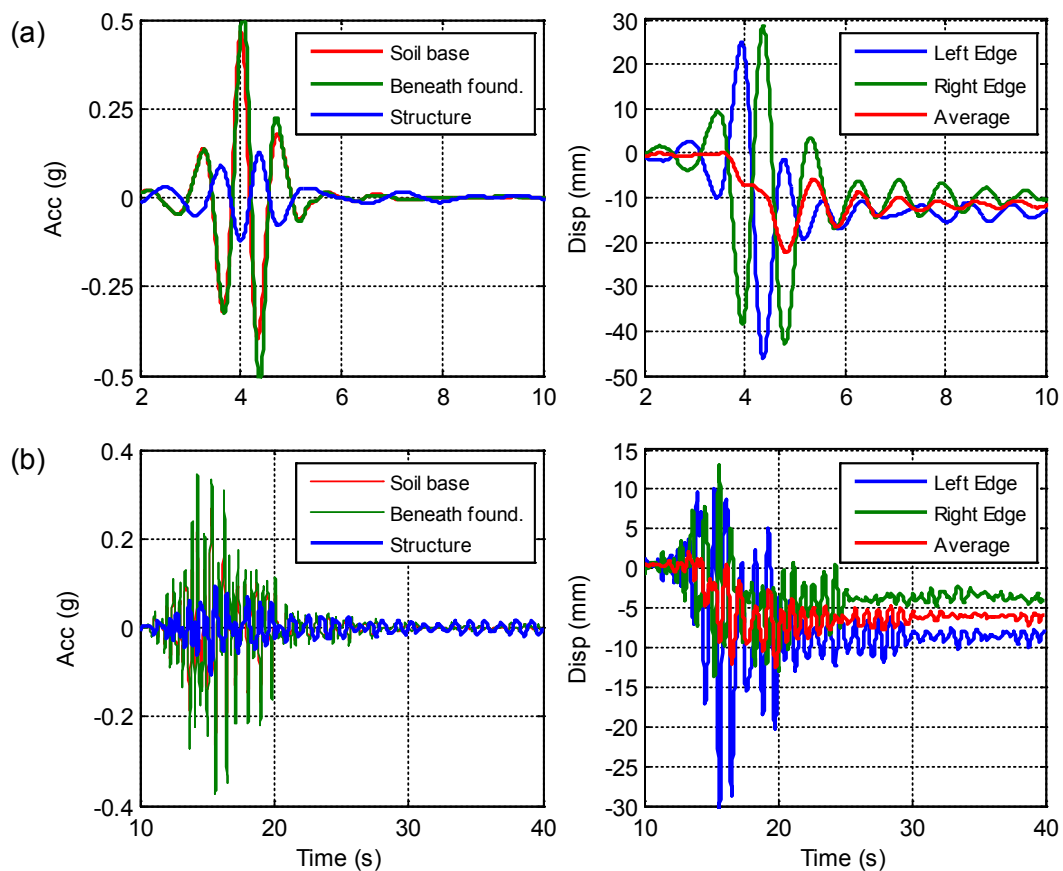 (a)
0.5
0.25
0
-0.25
-0.5
Acc (g)
2 4 6 8 10
Soil base
Beneath found.
Structure
30
20
10
0
-10
-20
-30
-40
-50
Disp (mm)
2 4 6 8 10
Left Edge
Right Edge
Average
(b)
0.4
0.2
0
-0.2
-0.4
Acc (g)
10 20 30 40
Time (s)
Soil base
Beneath found.
Structure
15
10
5
0
-5
-10
-15
-20
-25
-30
Disp (mm)
10 20 30 40
Time (s)
Left Edge
Right Edge
Average